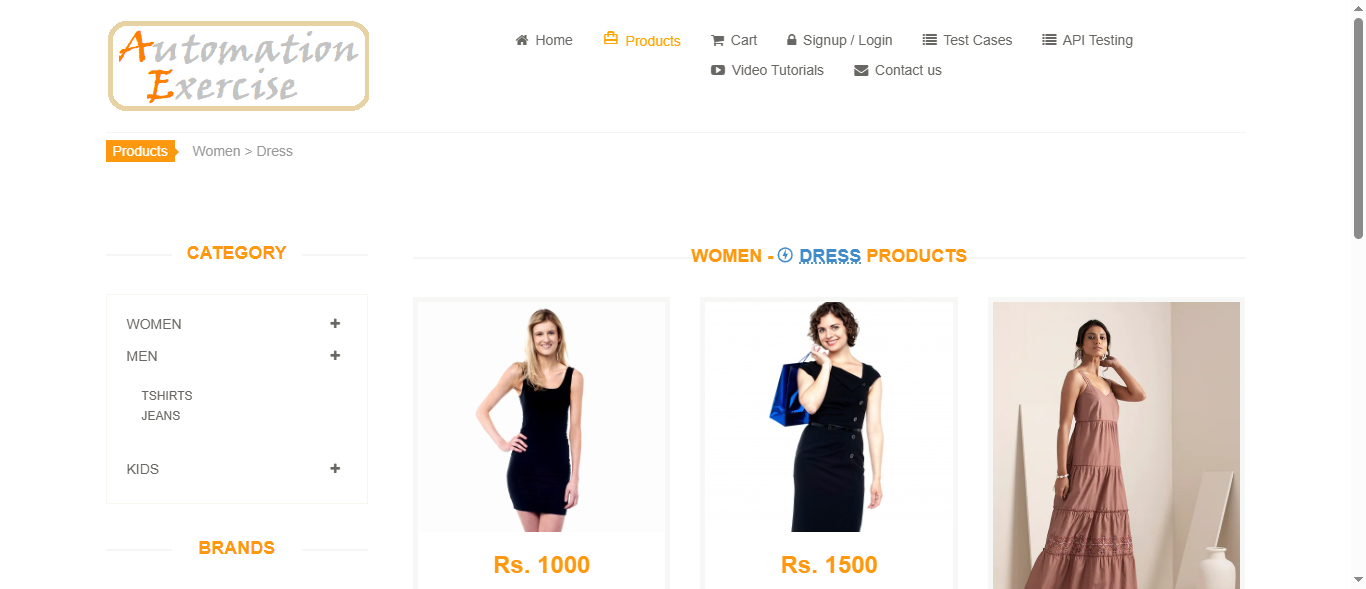 Automation
Exercise
Home
Products
Cart
Signup / Login
Test Cases
API Testing
Video Tutorials
Contact us
Products
Women > Dress
CATEGORY
WOMEN
MEN
TSHIRTS
JEANS
KIDS
BRANDS
WOMEN - DRESS PRODUCTS
Rs. 1000
Rs. 1500